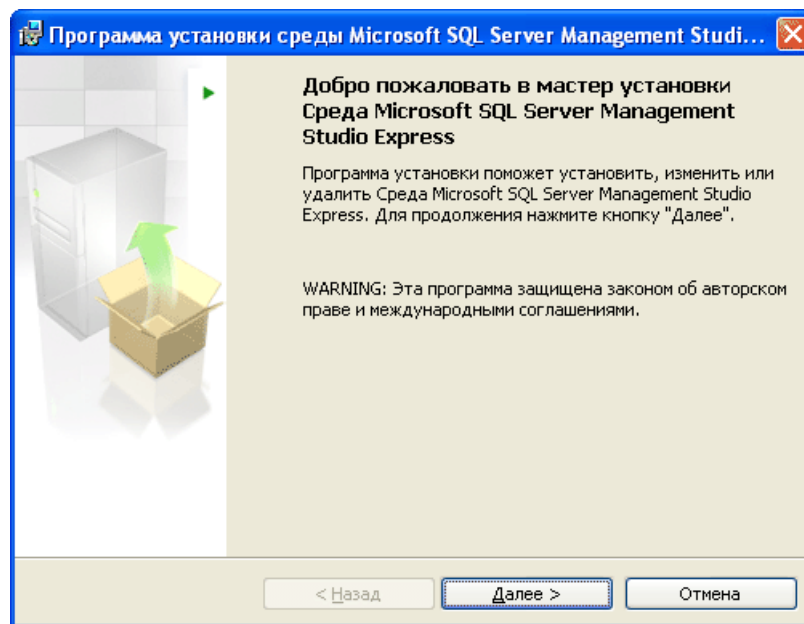 Программа установки среды Microsoft SQL Server Management Studi...
Добро пожаловать в мастер установки
Среда Microsoft SQL Server Management
Studio Express
Программа установки поможет установить, изменить или
удалить Среда Microsoft SQL Server Management Studio
Express. Для продолжения нажмите кнопку "Далее".
WARNING: Эта программа защищена законом об авторском
праве и международными соглашениями.
< Назад
Далее >
Отмена